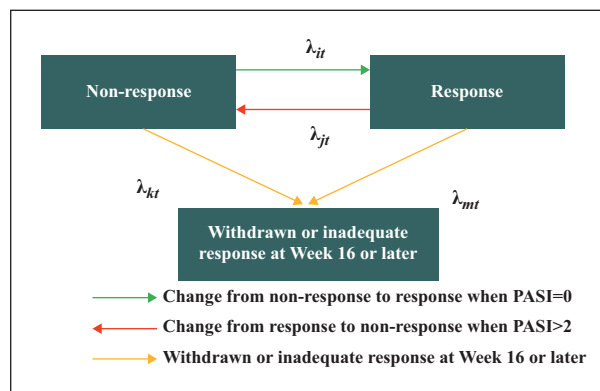 λit
Non-response
Response
λjt
λkt
λmt
Withdrawn or inadequate
response at Week 16 or later
Change from non-response to response when PASI=0
Change from response to non-response when PASI>2
Withdrawn or inadequate response at Week 16 or later